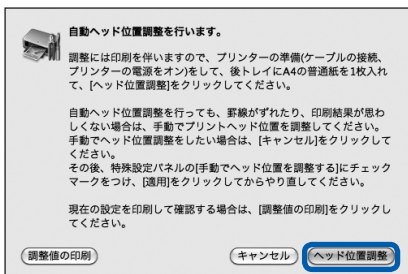 自動ヘッド位置調整を行います。
調整には印刷を伴いますので、プリンターの準備(ケーブルの接続、
プリンターの電源をオン)をして、後トレイにA4の普通紙を1枚入れ
て、[ヘッド位置調整]をクリックしてください。
自動ヘッド位置調整を行っても、罫線がずれたり、印刷結果が思わ
しくない場合は、手動でプリントヘッド位置を調整してください。
手動でヘッド位置調整をしたい場合は、[キャンセル]をクリックして
ください。
その後、特殊設定パネルの[手動でヘッド位置を調整する]にチェック
マークをつけ、[適用]をクリックしてからやり直してください。
現在の設定を印刷して確認する場合は、[調整値の印刷]をクリックし
てください。
調整値の印刷 キャンセル ヘッド位置調整